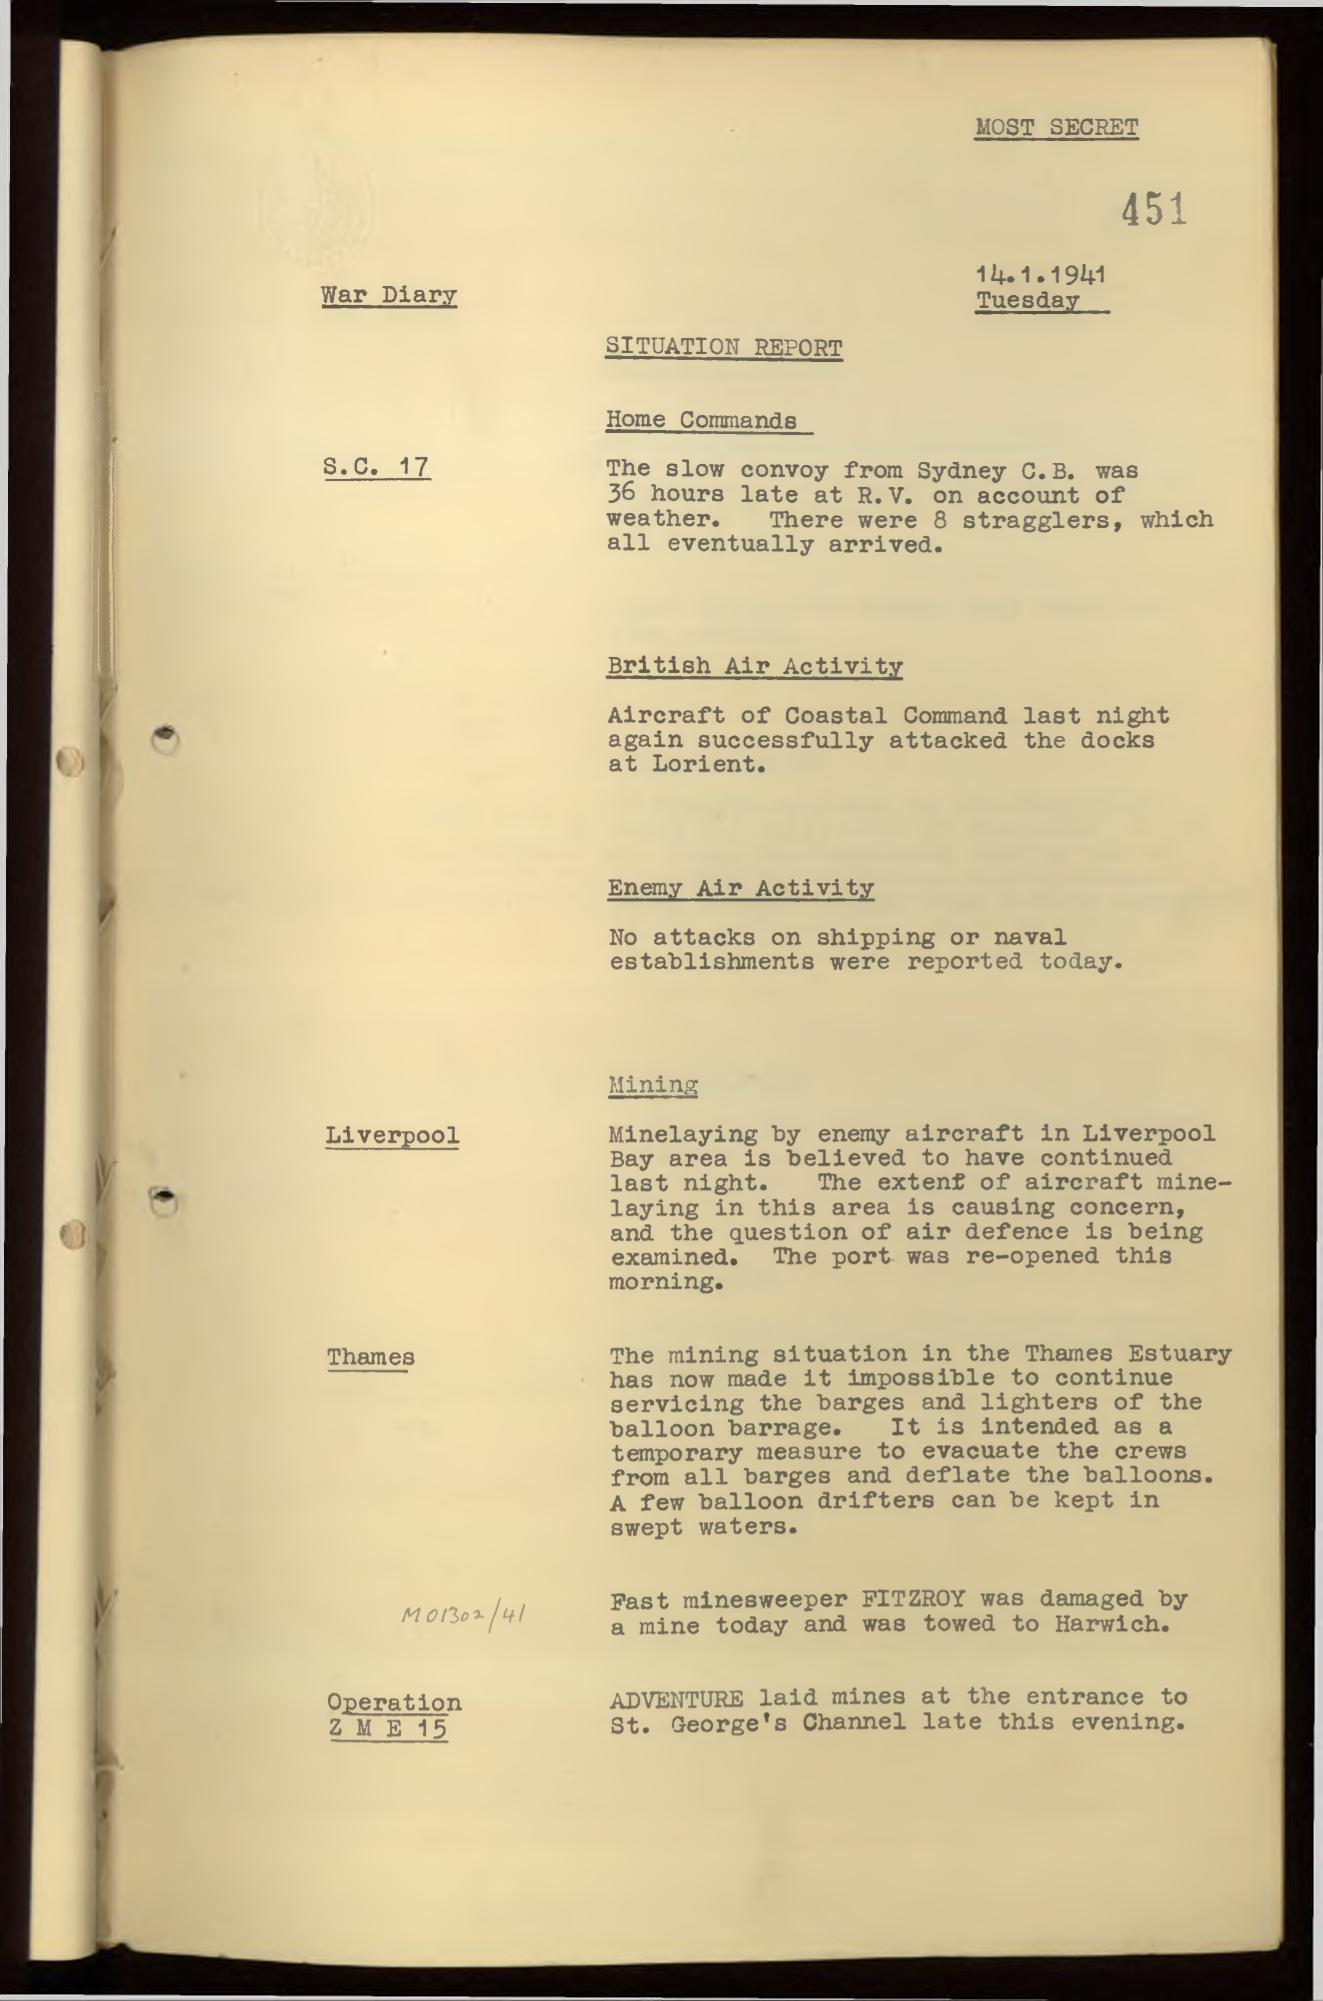 MOST SECRET
451
14.1.1941
War Diary
Tuesday
SITUATION REPORT
Home Commands
S.C. 17
The slow convoy from Sydney C.B. was
36 hours late at R.V. on account of
weather. There were 8 stragglers, which
all eventually arrived.
British Air Activity
Aircraft of Coastal Command last night
again successfully attacked the docks
at Lorient.
Enemy Air Activity
No attacks on shipping or naval
establishments were reported today.
Mining
Liverpool
Minelaying by enemy aircraft in Liverpool
Bay area is believed to have continued
last night. The extent of aircraft mine-
laying in this area is causing concern,
and the question of air defence is being
examined. The port was re-opened this
morning.
Thames
The mining situation in the Thames Estuary
has now made it impossible to continue
servicing the barges and lighters of the
balloon barrage. It is intended as a
temporary measure to evacuate the crews
from all barges and deflate the balloons.
A few balloon drifters can be kept in
swept waters.
M01302/41
Fast minesweeper FITZROY was damaged by
a mine today and was towed to Harwich.
Operation
Z M E 15
ADVENTURE laid mines at the entrance to
St. George's Channel late this evening.